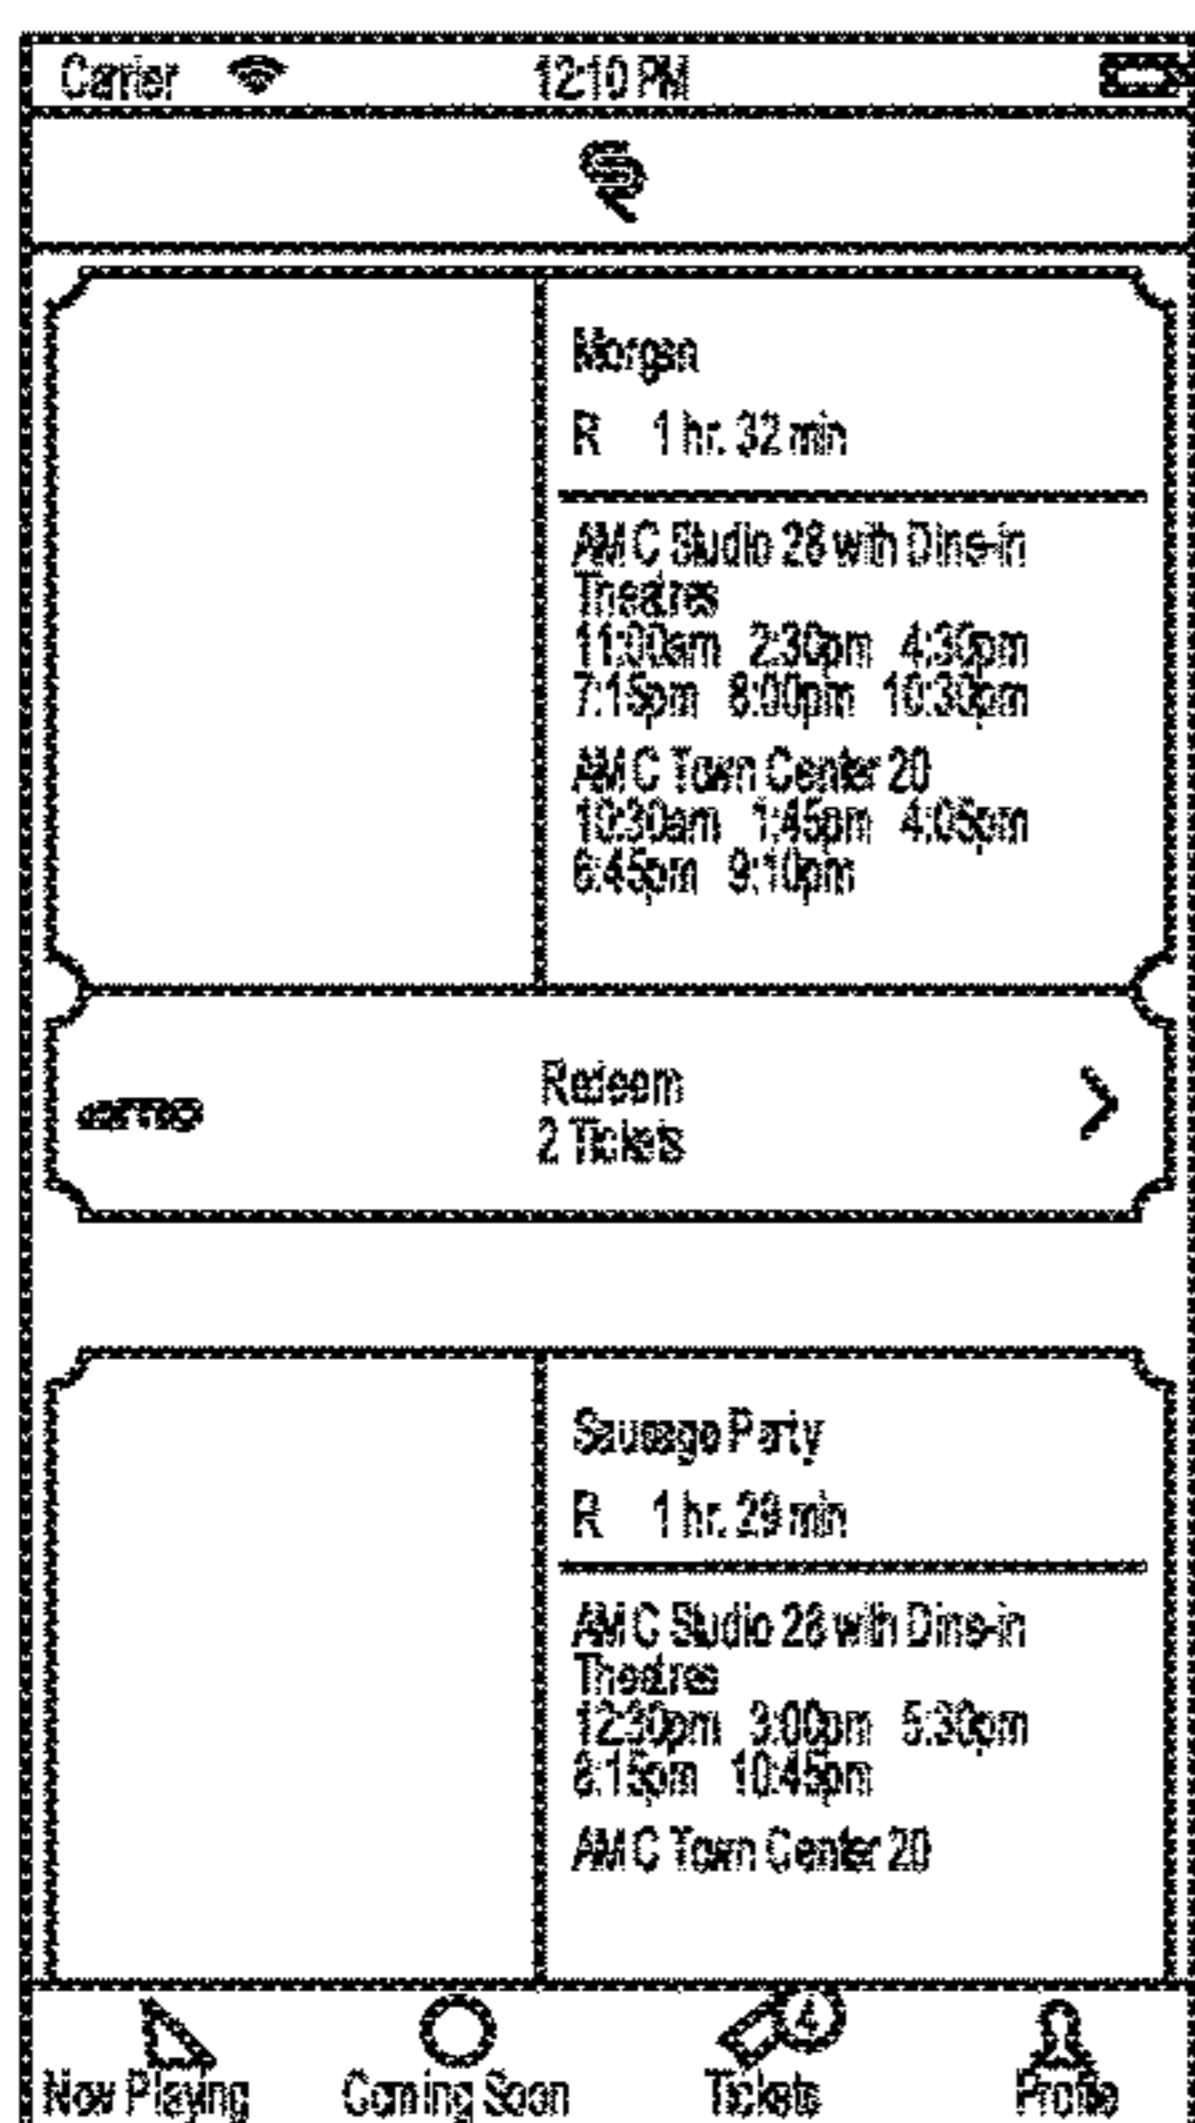 Carrier 12:10 PM
Morgan
R 1 hr. 32 min
AMC Studio 28 with Dine-in
Theatres
11:00am 2:30pm 4:30pm
7:15pm 8:00pm 10:30pm
AMC Town Center 20
10:30am 1:45pm 4:05pm
6:45pm 9:10pm
amc
Redeem
2 Tickets
Sausage Party
R 1 hr. 29 min
AMC Studio 28 with Dine-in
Theatres
12:30pm 3:00pm 5:30pm
8:15pm 10:45pm
AMC Town Center 20
4
Now Playing Coming Soon Tickets Profile